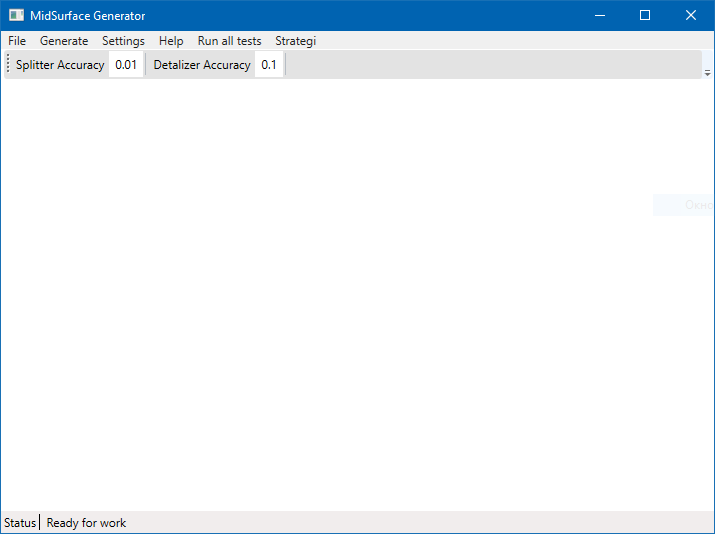 MidSurface Generator
File Generate Settings Help Run all tests Strategi
Splitter Accuracy 0.01 Detalizer Accuracy 0.1
Окно
Status Ready for work